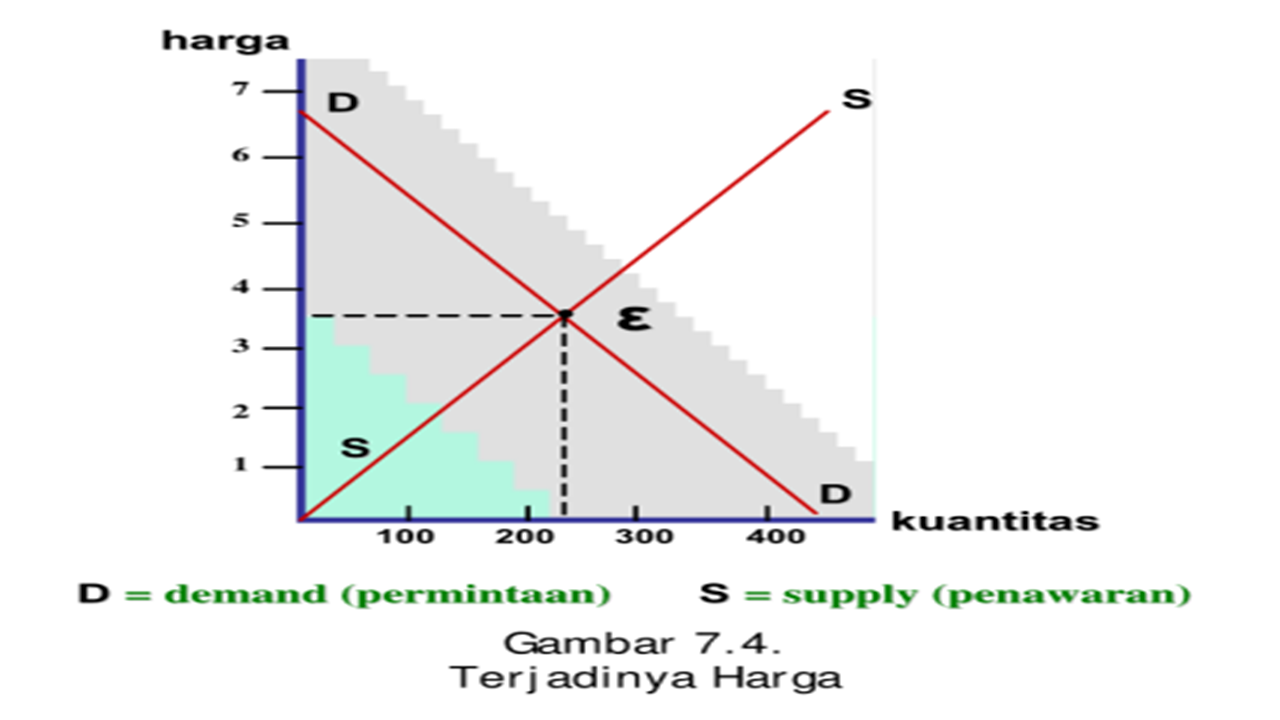 harga
7
D
S
6
5
4
ε
3
2
S
1
D
100 200 300 400
kuantitas
D = demand (permintaan) S = supply (penawaran)
Gambar 7.4.
Terjadinya Harga